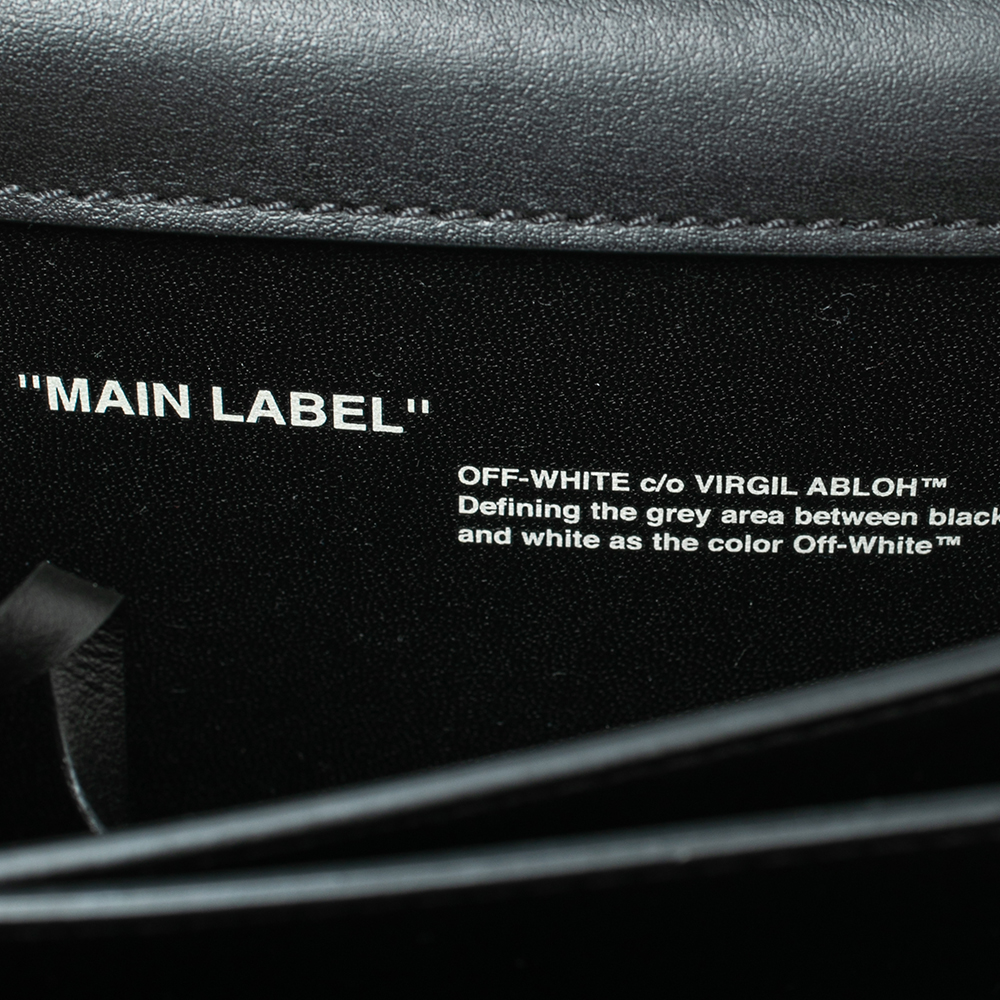 "MAIN LABEL"
OFF-WHITE c/o VIRGIL ABLOH™
Defining the grey area between black
and white as the color Off-White™